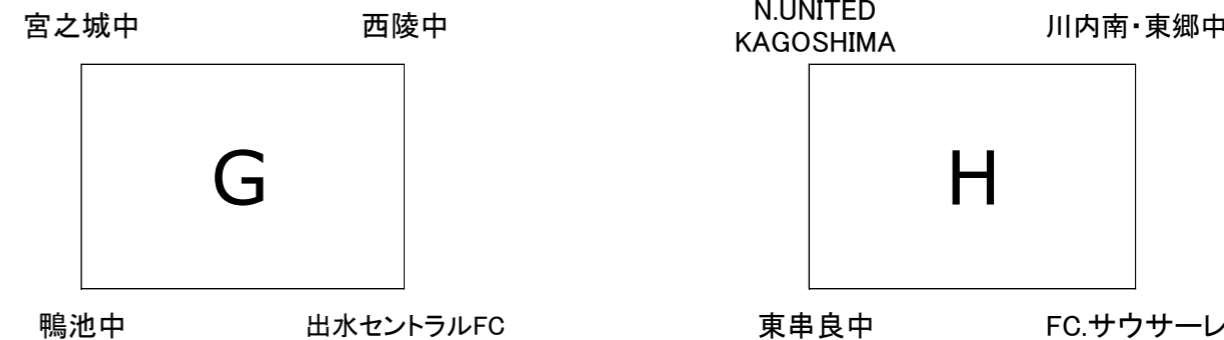 宮之城中
西陵中
N.UNITED
KAGOSHIMA
川内南・東郷中
G
H
鴨池中
出水セントラルFC
東串良中
FC.サウサーレ